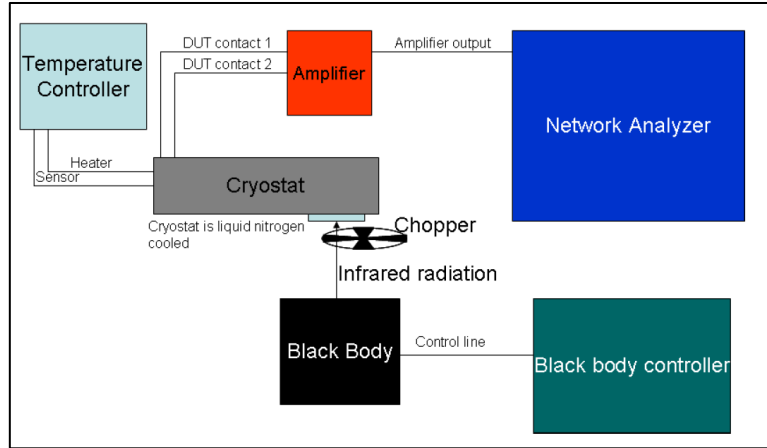 Temperature
Controller
DUT contact 1
DUT contact 2
Amplifier
Amplifier output
Network Analyzer
Heater
Sensor
Cryostat
Cryostat is liquid nitrogen
cooled
Chopper
Infrared radiation
Black Body
Control line
Black body controller